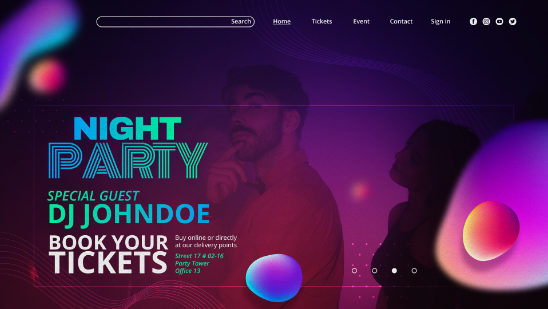 Search
Home
Tickets
Event
Contact
Sign in
NIGHT
PARTY
SPECIAL GUEST
DJ JOHNDOE
BOOK YOUR
TICKETS
Buy online or directly
at our delivery points
Street 17 # 02-16
Party Tower
Office 13